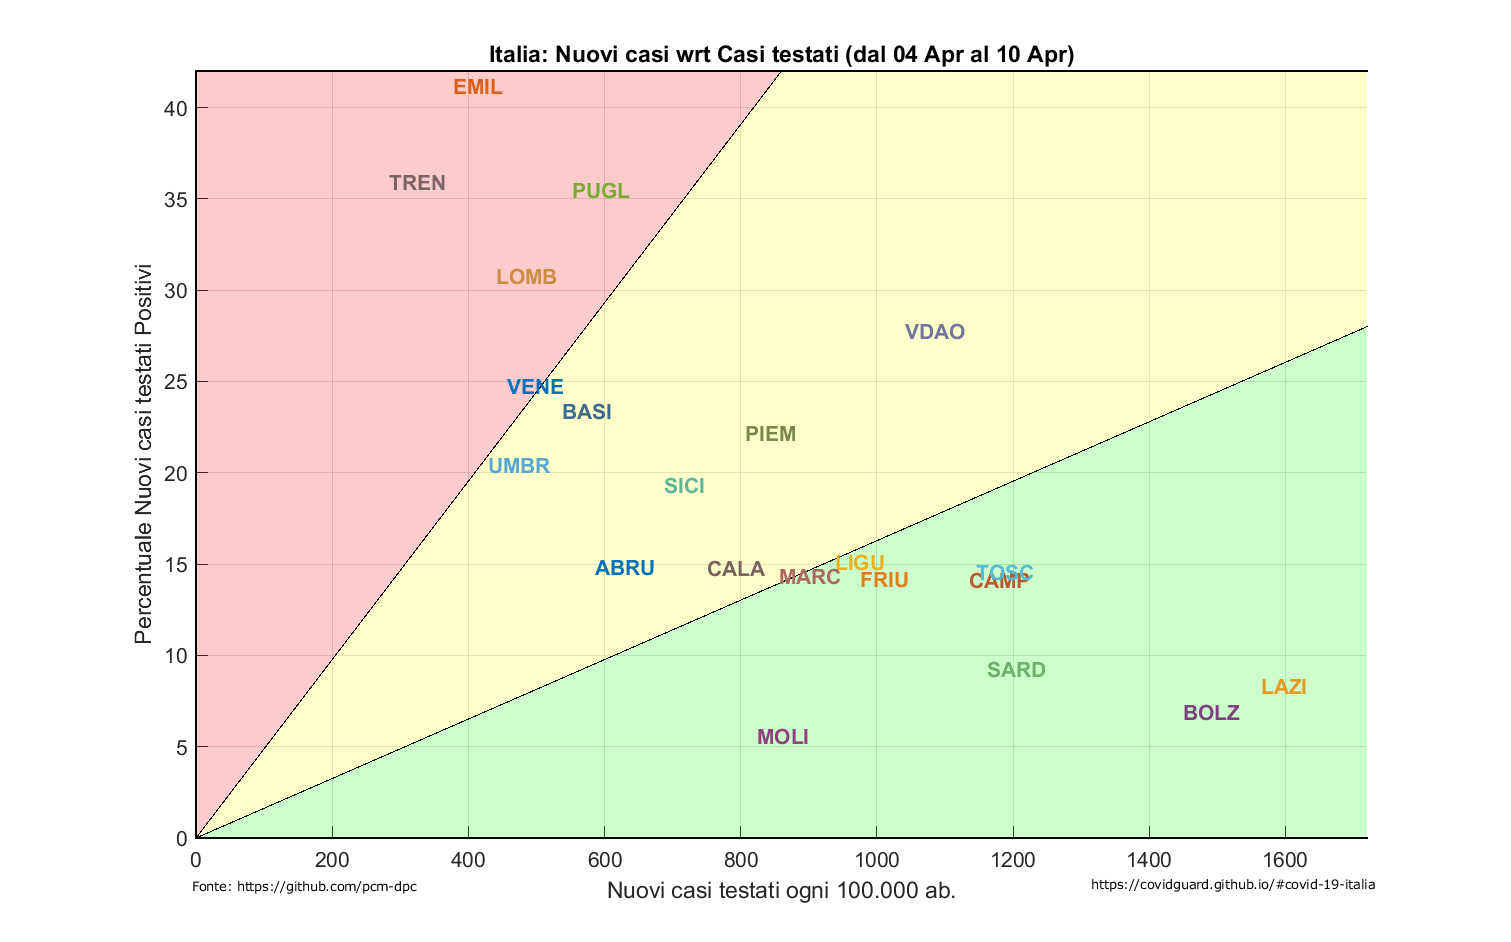 Italia: Nuovi casi wrt Casi testati (dal 04 Apr al 10 Apr)
EMIL
40
TREN
PUGL
35
LOMB
30
VDAO
25
VENE
BASI
PIEM
UMBR
20
SICI
15
ABRU
CALA
LIGU
MARC
FRIU
TOSC
CAMP
10
SARD
LAZI
BOLZ
5
MOLI
0
Percentuale Nuovi casi testati Positivi
0 200 400 600 800 1000 1200 1400 1600
Fonte: https://github.com/pcm-dpc
Nuovi casi testati ogni 100.000 ab.
https://covidguard.github.io/#covid-19-italia